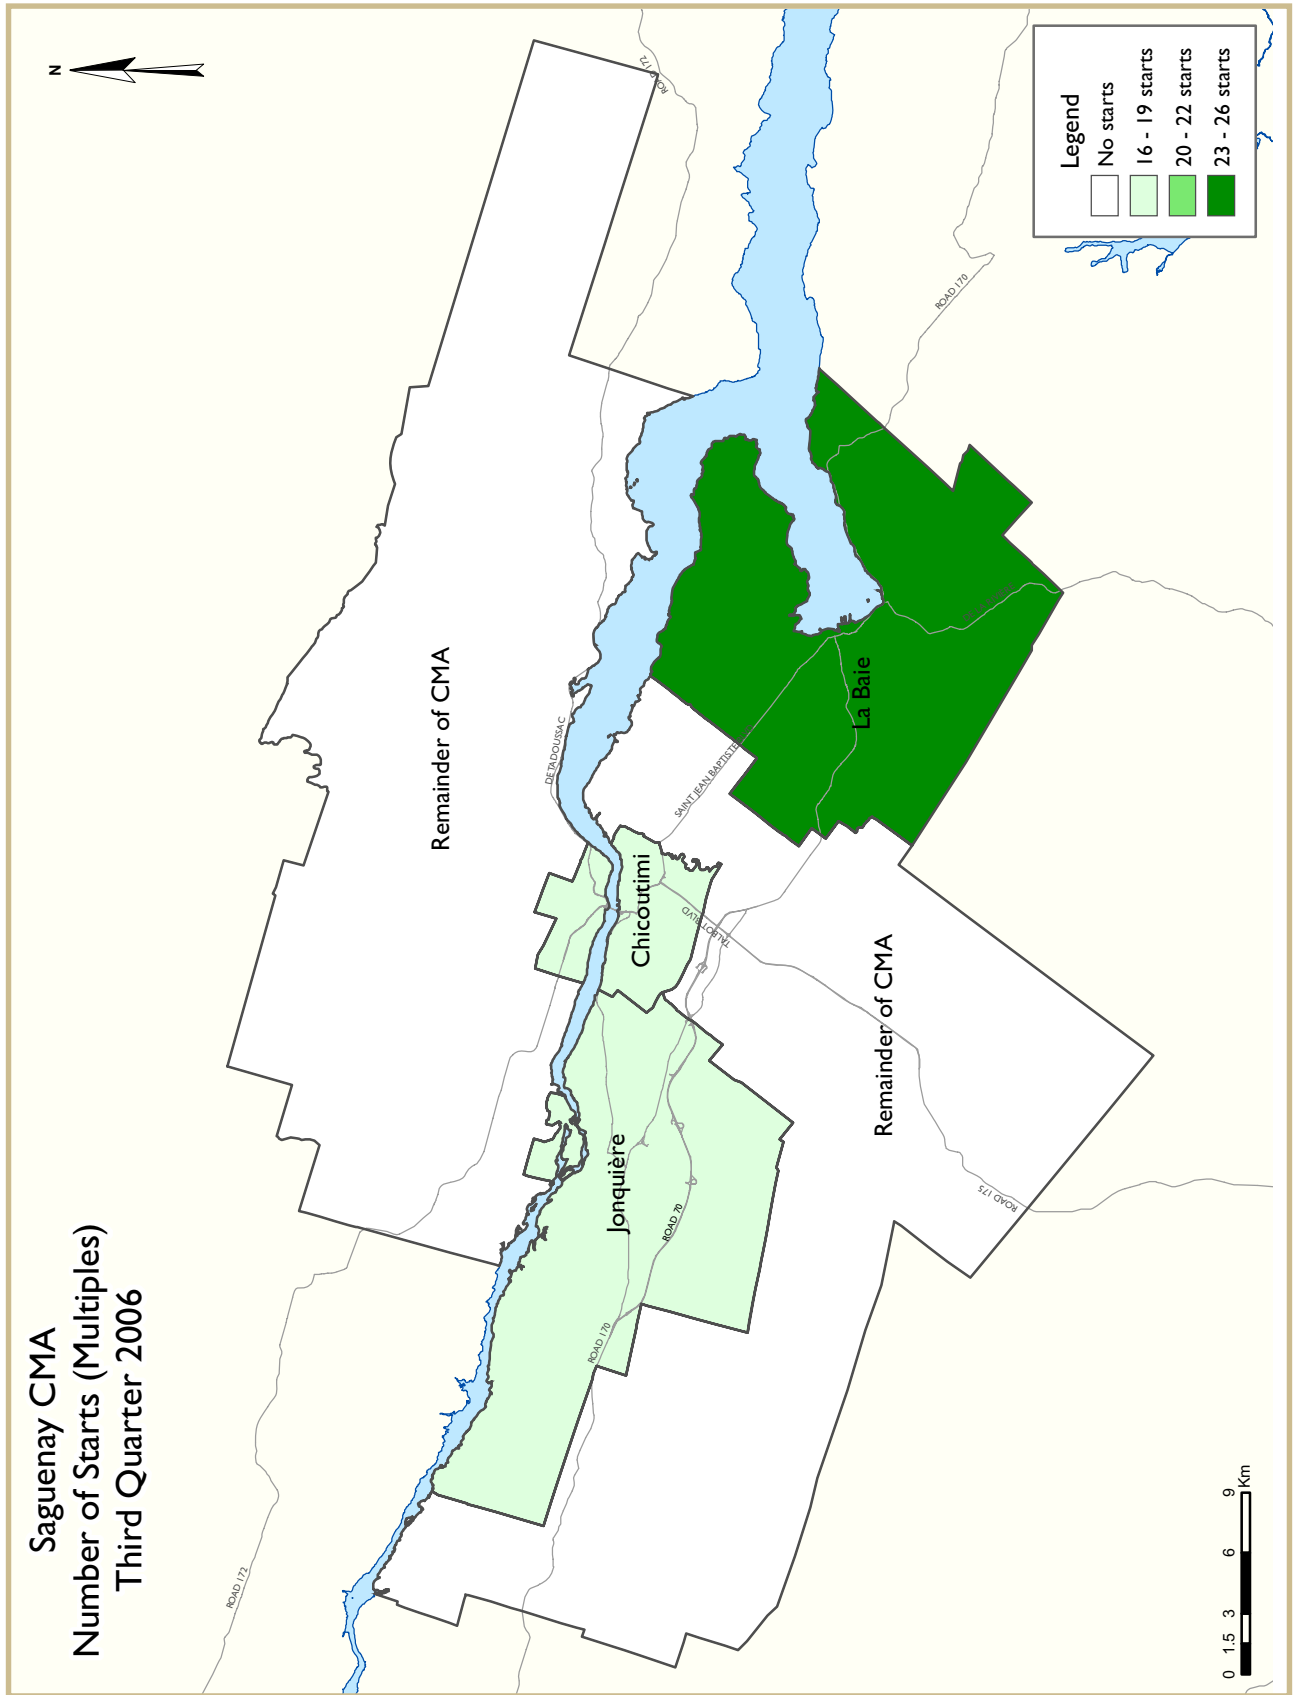 Saguenay CMA
Number of Starts (Multiples)
Third Quarter 2006
N
ROAD 172
ROAD 172
Remainder of CMA
DETADOUSSAC
SAINT JEAN BAPTISTE
Chicoutimi
TALBOT BLVD
La Baie
Jonquière
ROAD 70
ROAD 170
ROAD 170
Remainder of CMA
ROAD 175
Legend
No starts
16 - 19 starts
20 - 22 starts
23 - 26 starts
0 1.5 3 6 9 Km